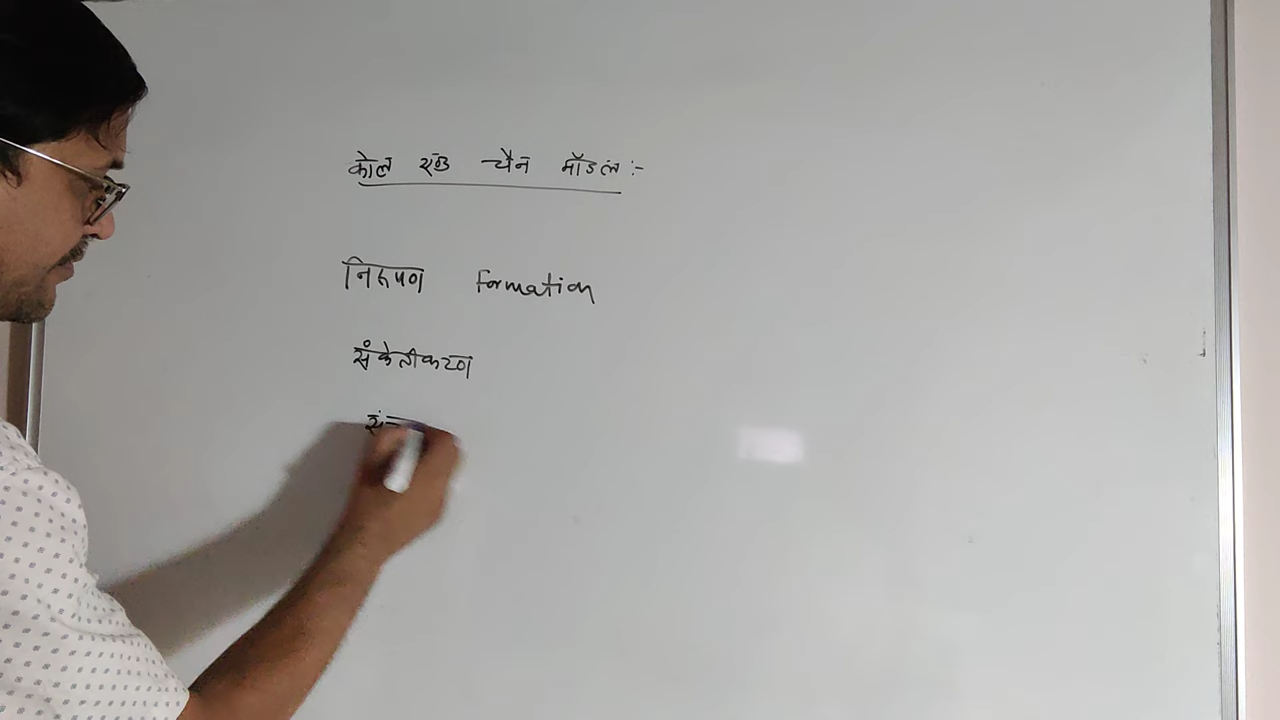 कोल एंड चैन मॉडल :-
निरूपण Formation
संकेतीकरण
सं